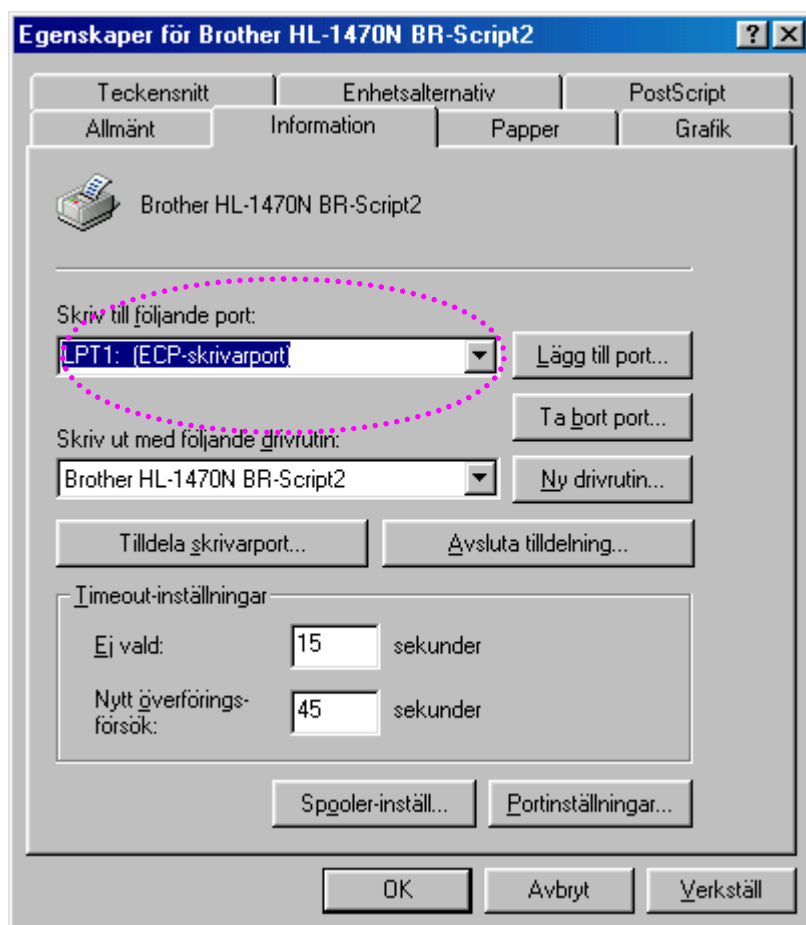 Egenskaper för Brother HL-1470N BR-Script2
Teckensnitt Enhetsalternativ PostScript
Allmänt Information Papper Grafik
Brother HL-1470N BR-Script2
Skriv till följande port:
LPT1: (ECP-skrivarport)
Lägg till port...
Ta bort port...
Skriv ut med följande drivrutin:
Brother HL-1470N BR-Script2
Ny drivrutin...
Tilldela skrivarport... Avsluta tilldelning...
Timeout-inställningar
Ej vald: 15 sekunder
Nytt överförings-
försök: 45 sekunder
Spooler-inställ... Portinställningar...
OK Avbryt Verkställ